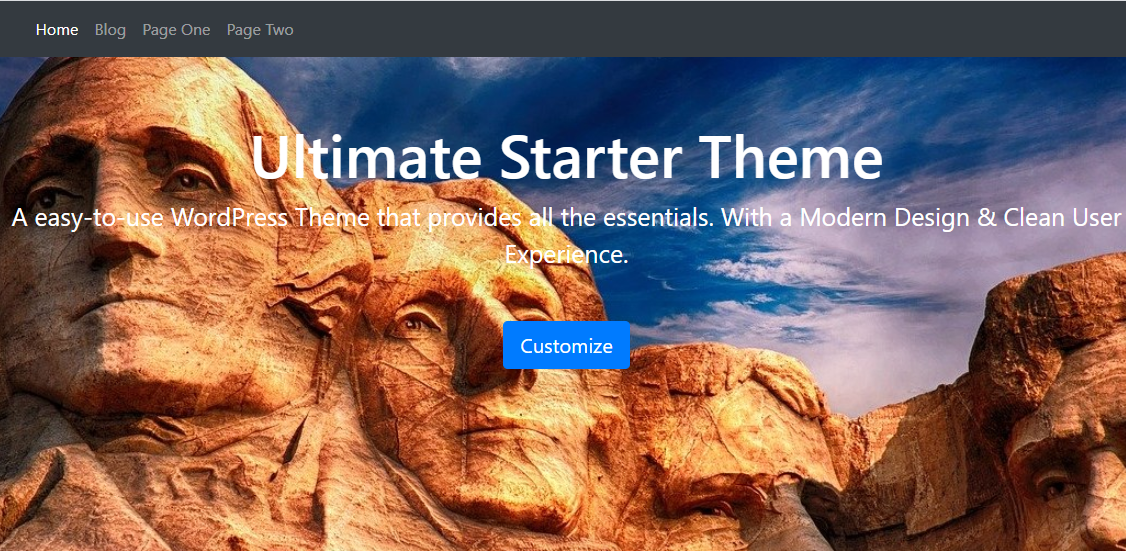 Home Blog Page One Page Two
Ultimate Starter Theme
A easy-to-use WordPress Theme that provides all the essentials. With a Modern Design & Clean User
Experience.
Customize